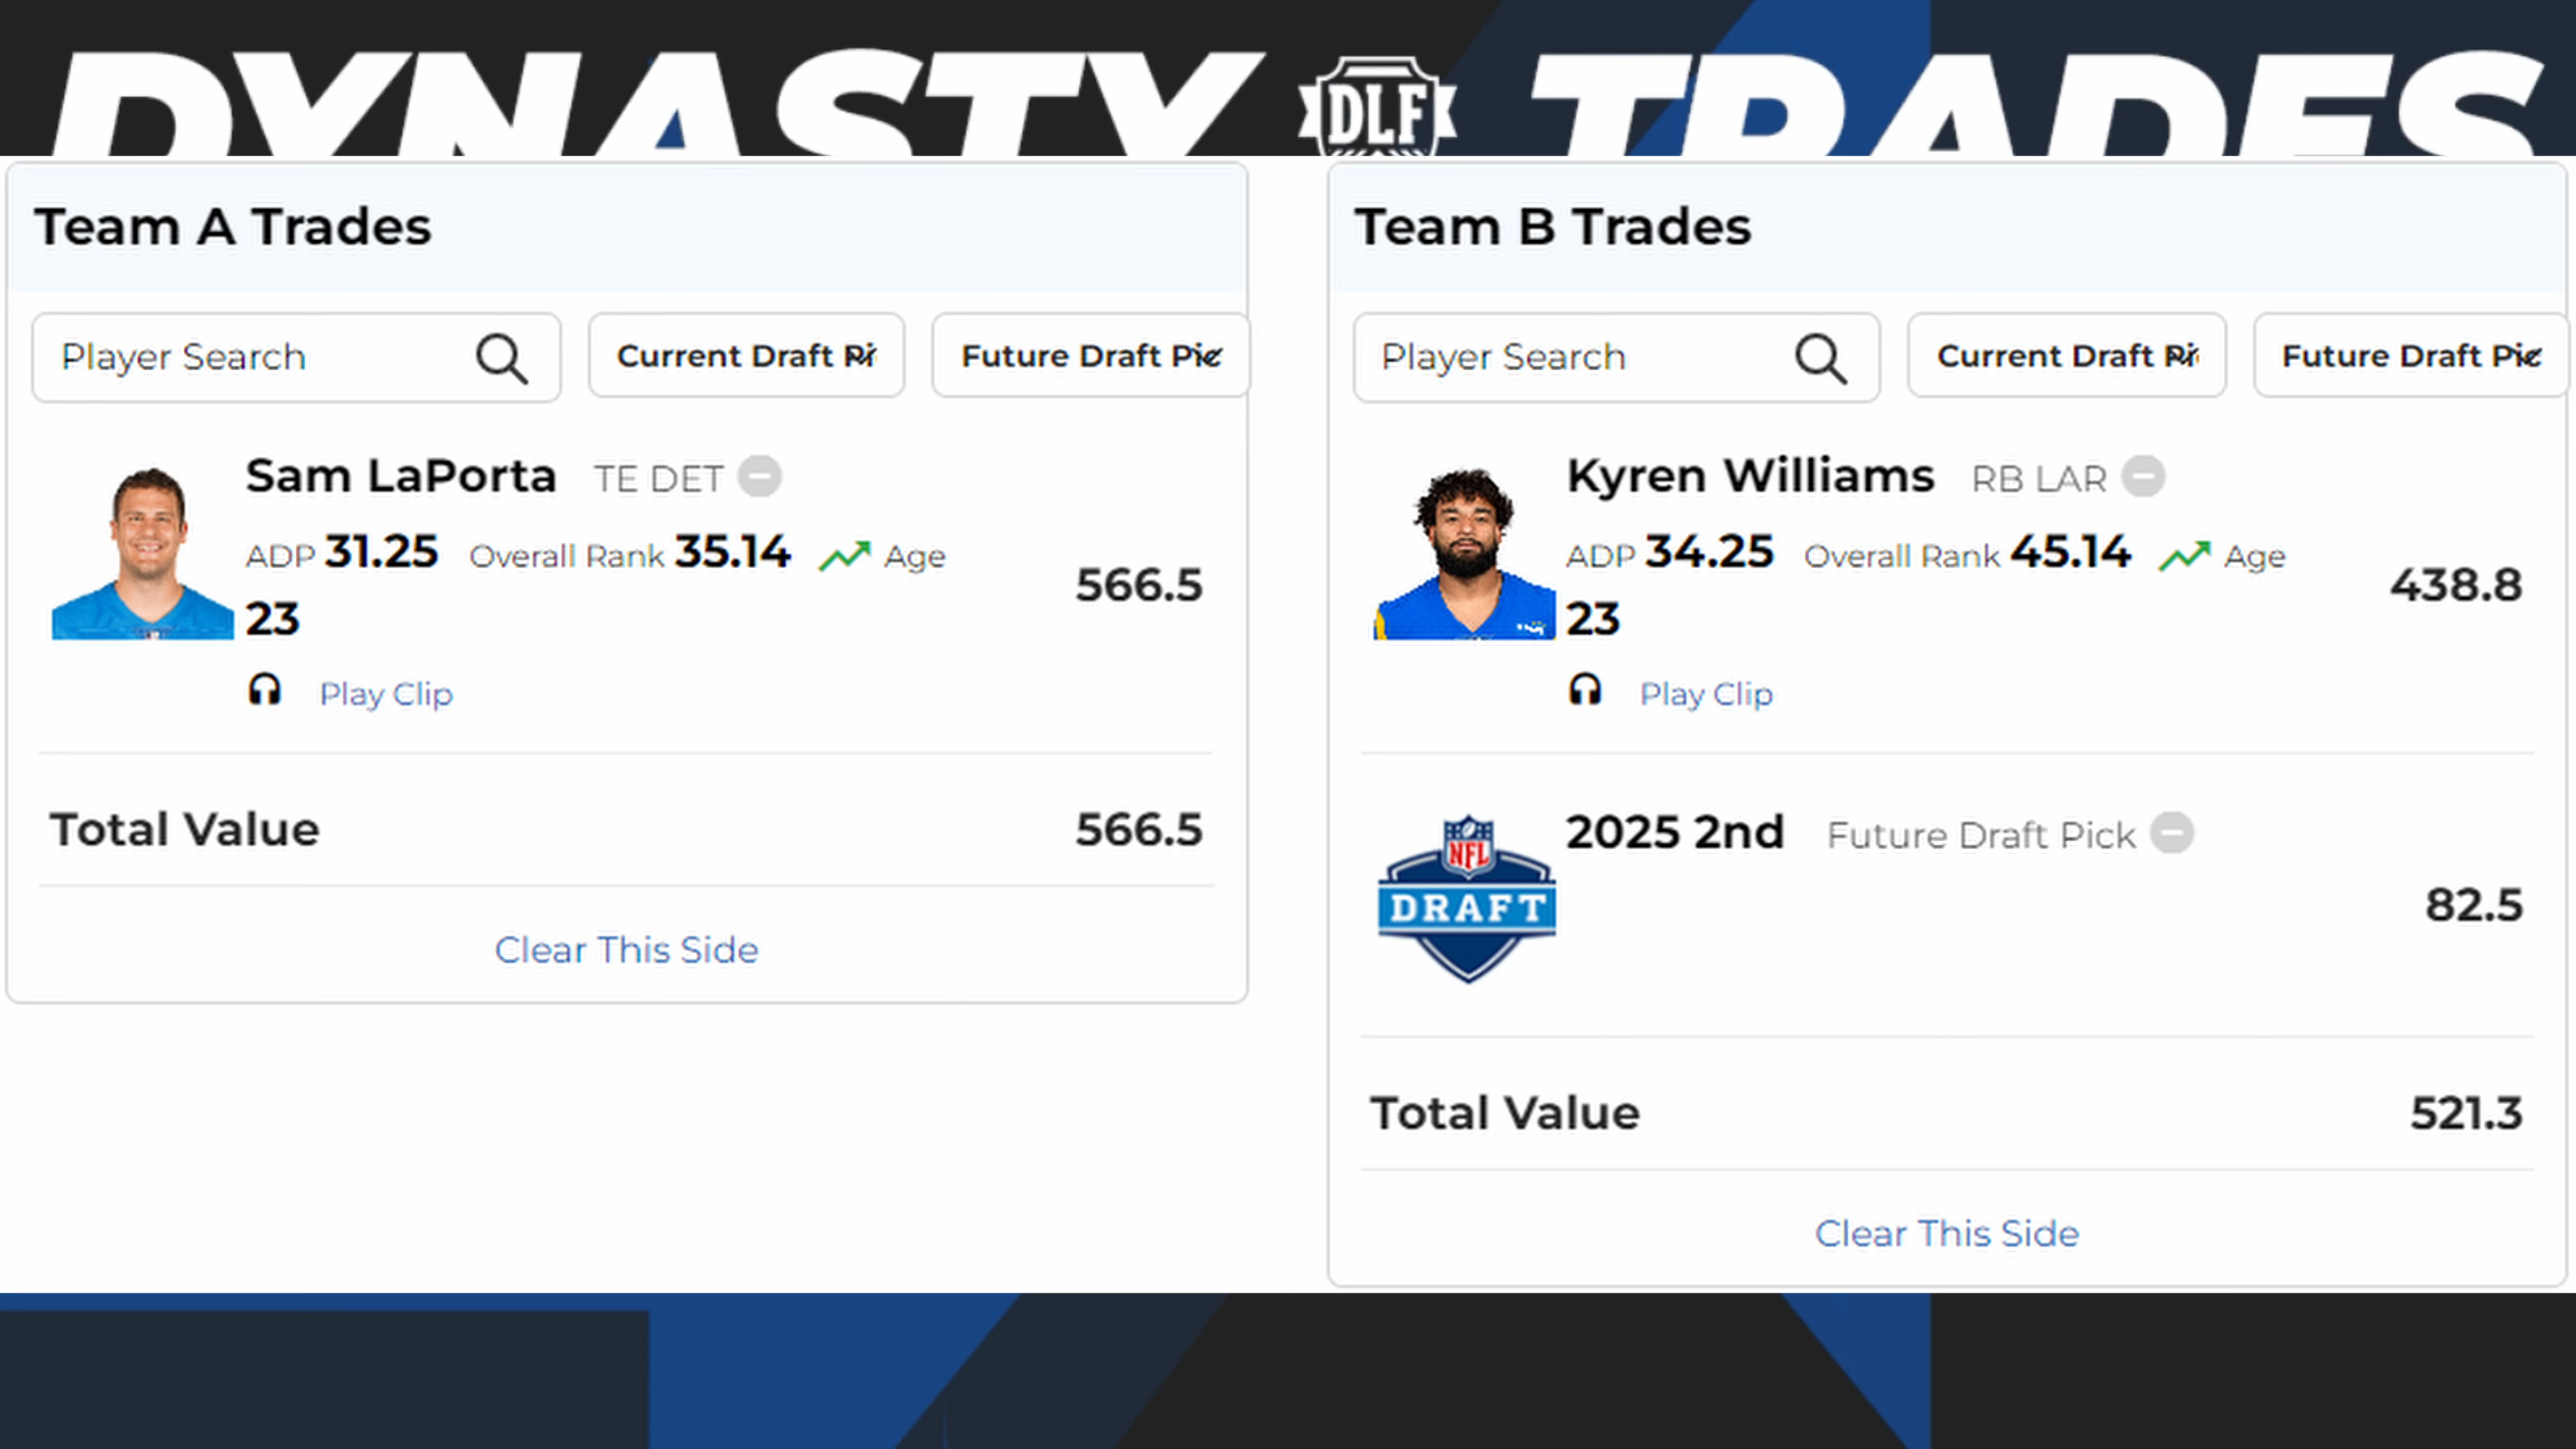 DYNASTY DLF TRADES
Team A Trades
Player Search
Current Draft Pi
Future Draft Pic
Sam LaPorta TE DET
ADP 31.25 Overall Rank 35.14 Age
23
566.5
Play Clip
Total Value 566.5
Clear This Side
Team B Trades
Player Search
Current Draft Pi
Future Draft Pic
Kyren Williams RB LAR
ADP 34.25 Overall Rank 45.14 Age
23
438.8
Play Clip
2025 2nd Future Draft Pick
NFL
DRAFT
82.5
Total Value 521.3
Clear This Side